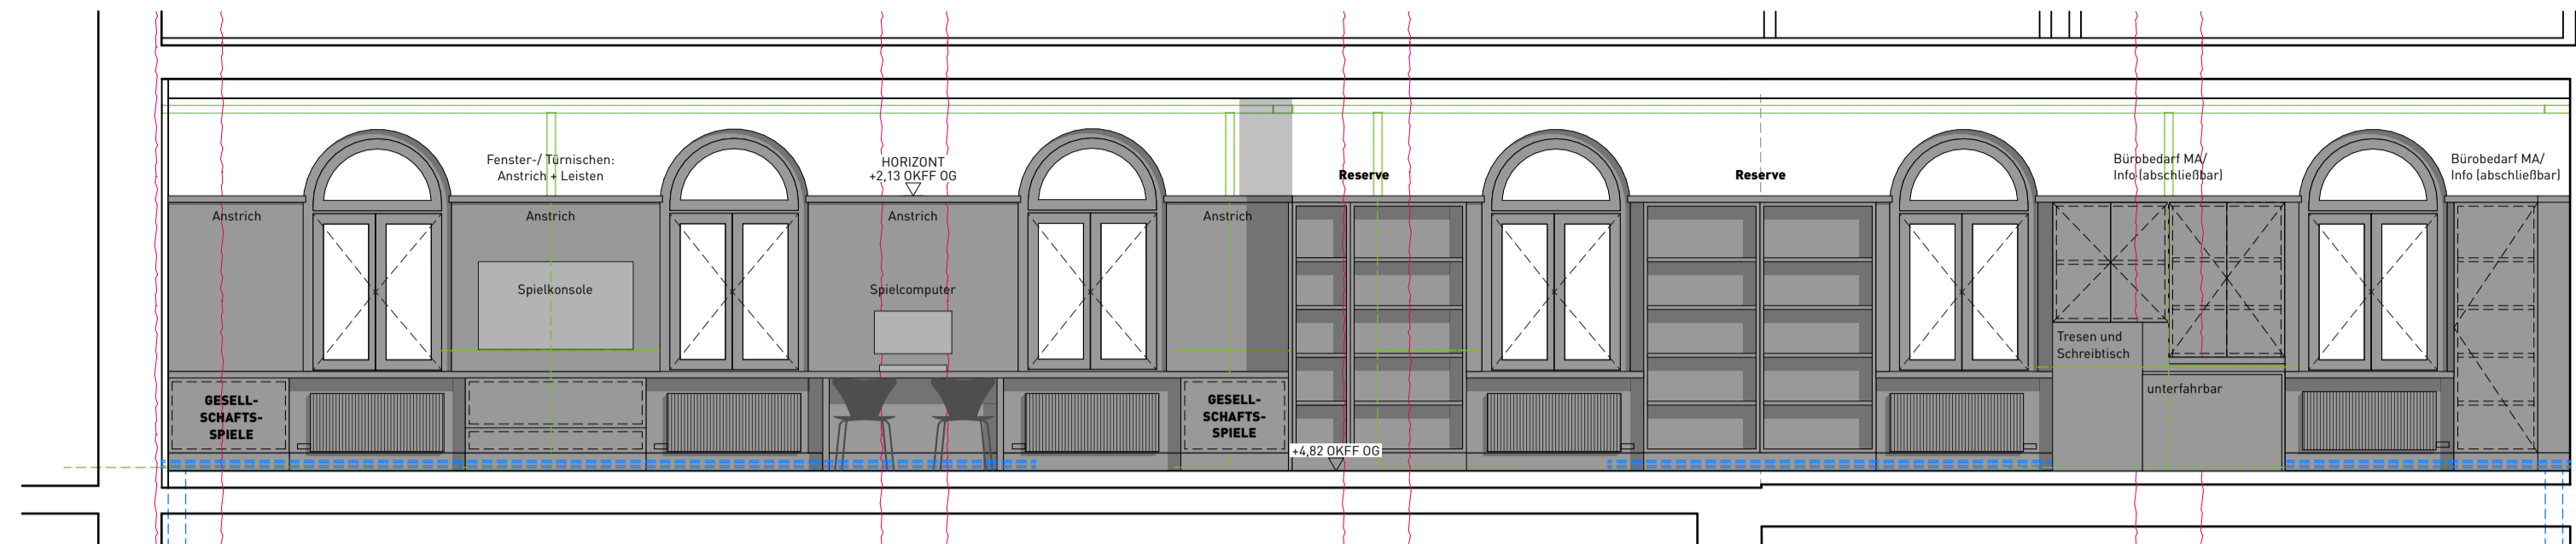 Fenster-/ Türnischen:
Anstrich + Leisten
HORIZONT
+2,13 OKFF OG
Reserve
Reserve
Bürobedarf MA/
Info (abschließbar)
Bürobedarf MA/
Info (abschließbar)
Anstrich
Anstrich
Anstrich
Anstrich
Spielkonsole
Spielcomputer
Tresen und
Schreibtisch
unterfahrbar
GESELL-
SCHAFTS-
SPIELE
GESELL-
SCHAFTS-
SPIELE
+4,82 OKFF OG